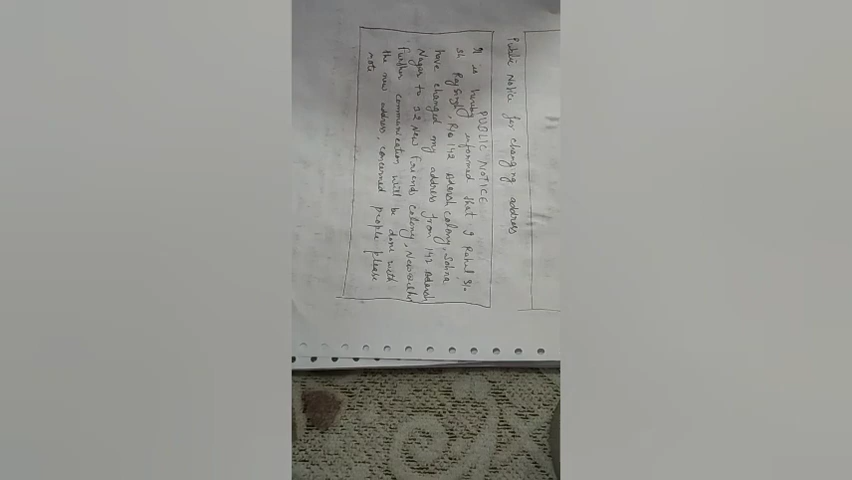 Public Notice for changing address
PUBLIC NOTICE
It is hereby informed that I Rahul S/o
Sh Raj Singh, R/o 142 Adarsh colony, Sohna
have changed my address from 142 Adarsh
Nagar to 32 New Friends colony, New Delhi
further communication will be done with
the new address, concerned people please
note